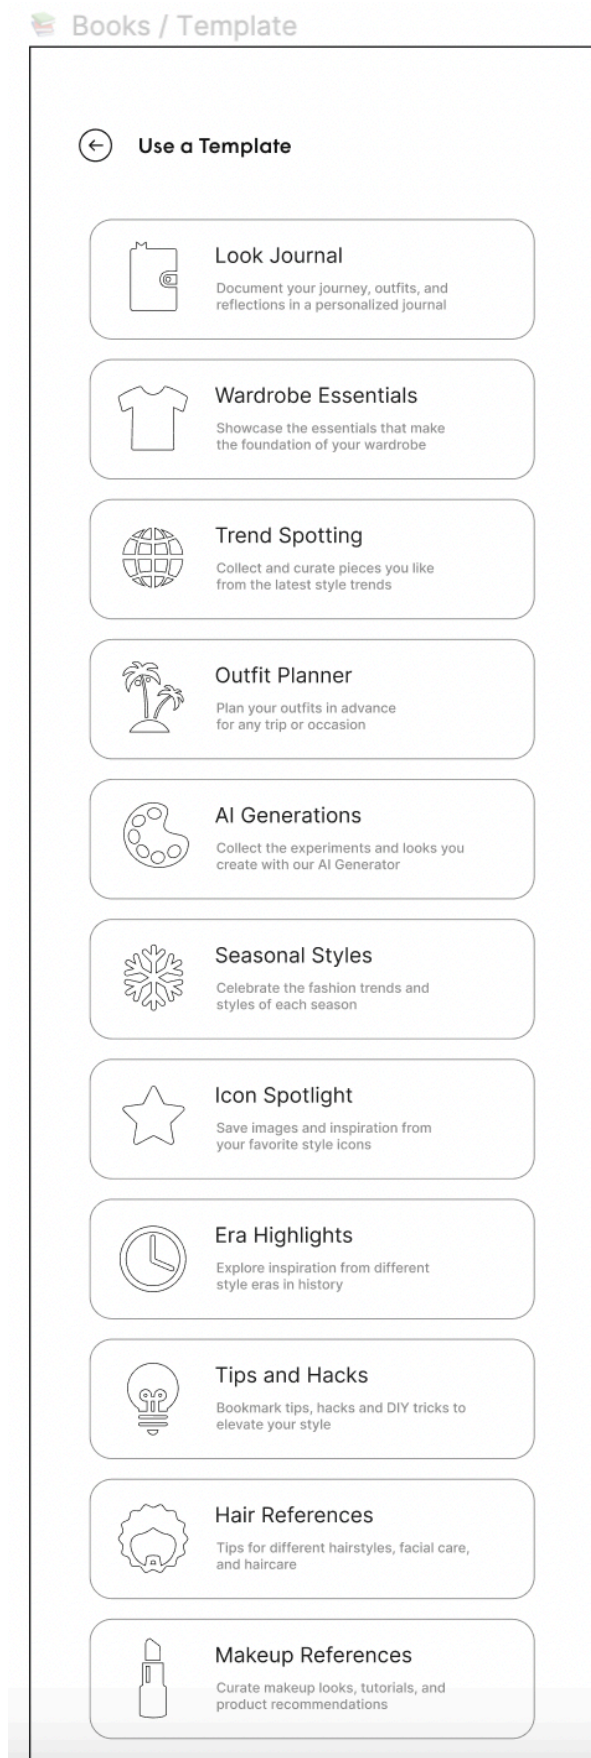 Books / Template
Use a Template
Look Journal
Document your journey, outfits, and
reflections in a personalized journal
Wardrobe Essentials
Showcase the essentials that make
the foundation of your wardrobe
Trend Spotting
Collect and curate pieces you like
from the latest style trends
Outfit Planner
Plan your outfits in advance
for any trip or occasion
AI Generations
Collect the experiments and looks you
create with our AI Generator
Seasonal Styles
Celebrate the fashion trends and
styles of each season
Icon Spotlight
Save images and inspiration from
your favorite style icons
Era Highlights
Explore inspiration from different
style eras in history
Tips and Hacks
Bookmark tips, hacks and DIY tricks to
elevate your style
Hair References
Tips for different hairstyles, facial care,
and haircare
Makeup References
Curate makeup looks, tutorials, and
product recommendations